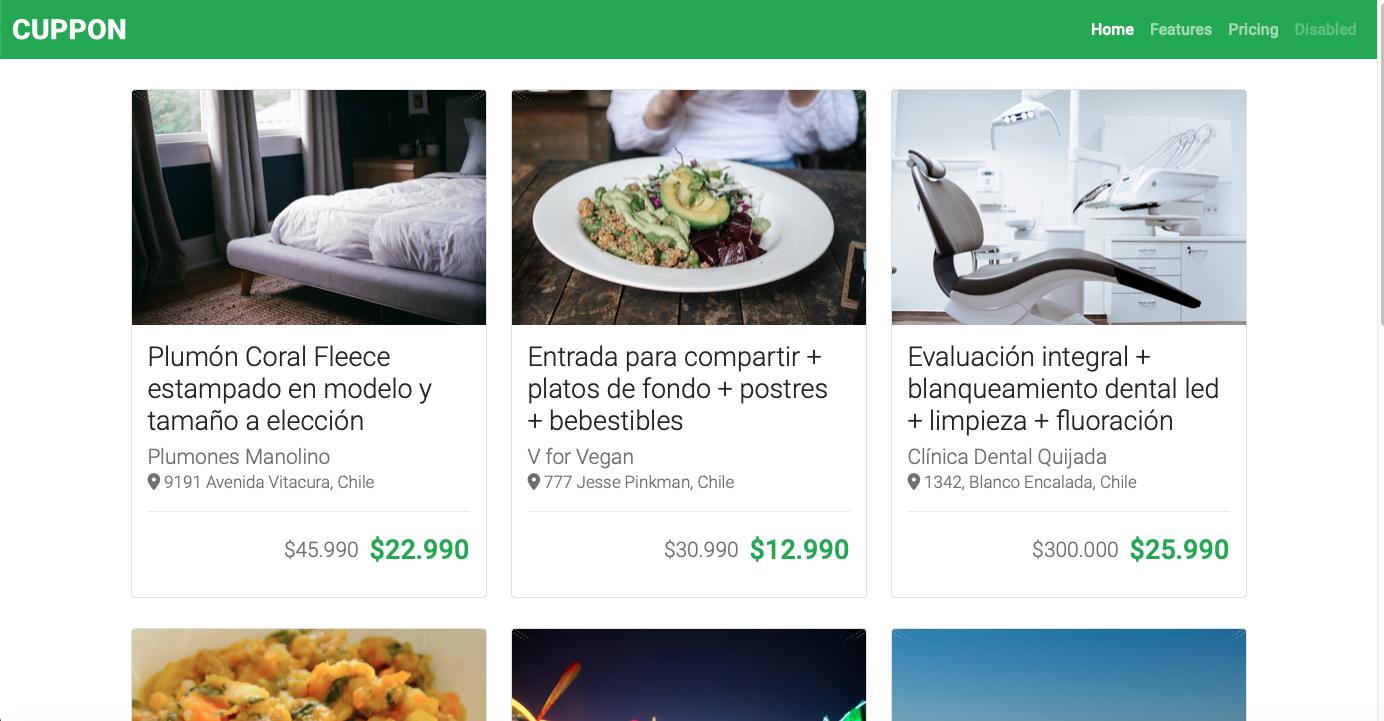 CUPPON
Home Features Pricing Disabled
Plumón Coral Fleece
estampado en modelo y
tamaño a elección
Plumones Manolino
9191 Avenida Vitacura, Chile
$45.990 $22.990
Entrada para compartir +
platos de fondo + postres
+ bebestibles
V for Vegan
777 Jesse Pinkman, Chile
$30.990 $12.990
Evaluación integral +
blanqueamiento dental led
+ limpieza + fluoración
Clínica Dental Quijada
1342, Blanco Encalada, Chile
$300.000 $25.990